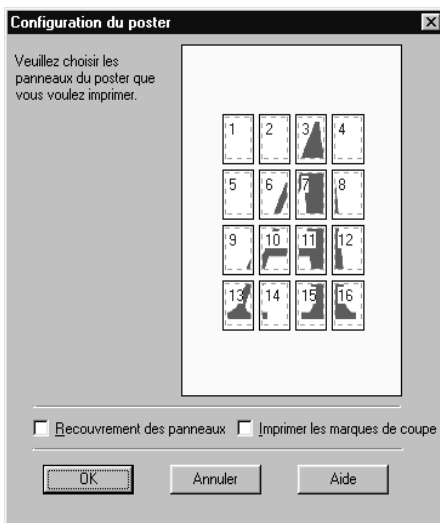 Configuration du poster
Veuillez choisir les
panneaux du poster que
vous voulez imprimer.
1 2 3 4
5 6 7 8
9 10 11 12
13 14 15 16
Recouvrement des panneaux Imprimer les marques de coupe
OK Annuler Aide